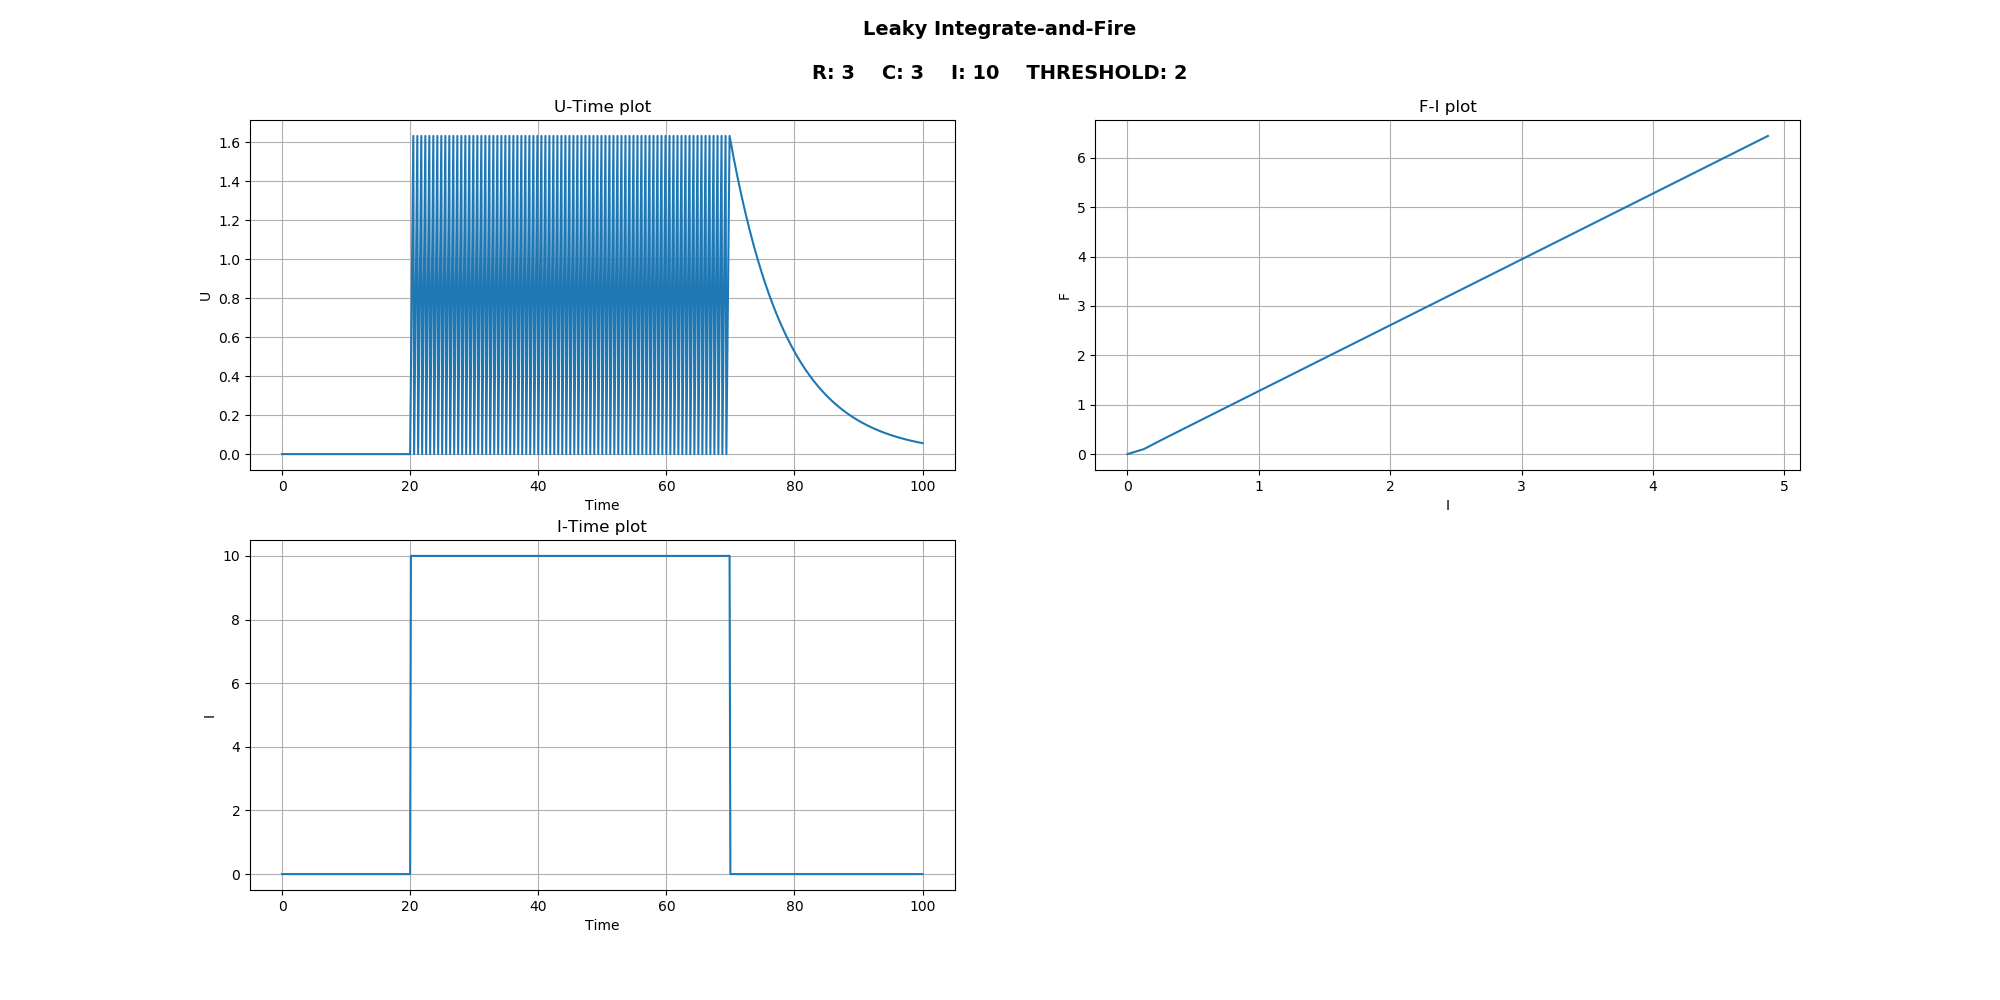 Leaky Integrate-and-Fire
R: 3    C: 3    I: 10    THRESHOLD: 2
U-Time plot
1.6
1.4
1.2
1.0
0.8
0.6
0.4
0.2
0.0
U
0 20 40 60 80 100
Time
F-I plot
6
5
4
3
2
1
0
F
0 1 2 3 4 5
I
I-Time plot
10
8
6
4
2
0
I
0 20 40 60 80 100
Time